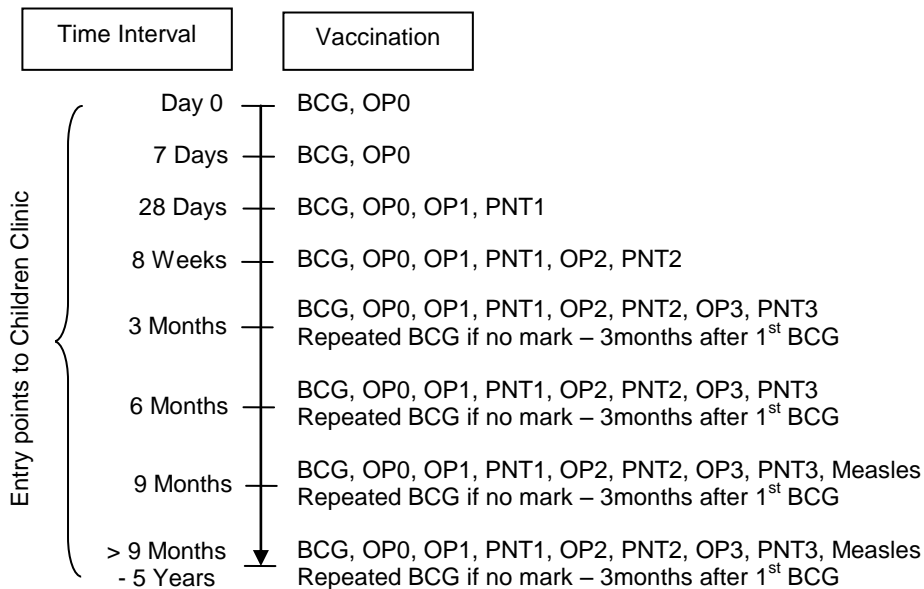 Time Interval
Vaccination
Entry points to Children Clinic
Day 0
BCG, OP0
7 Days
BCG, OP0
28 Days
BCG, OP0, OP1, PNT1
8 Weeks
BCG, OP0, OP1, PNT1, OP2, PNT2
3 Months
BCG, OP0, OP1, PNT1, OP2, PNT2, OP3, PNT3
Repeated BCG if no mark – 3months after 1st BCG
6 Months
BCG, OP0, OP1, PNT1, OP2, PNT2, OP3, PNT3
Repeated BCG if no mark – 3months after 1st BCG
9 Months
BCG, OP0, OP1, PNT1, OP2, PNT2, OP3, PNT3, Measles
Repeated BCG if no mark – 3months after 1st BCG
> 9 Months
- 5 Years
BCG, OP0, OP1, PNT1, OP2, PNT2, OP3, PNT3, Measles
Repeated BCG if no mark – 3months after 1st BCG